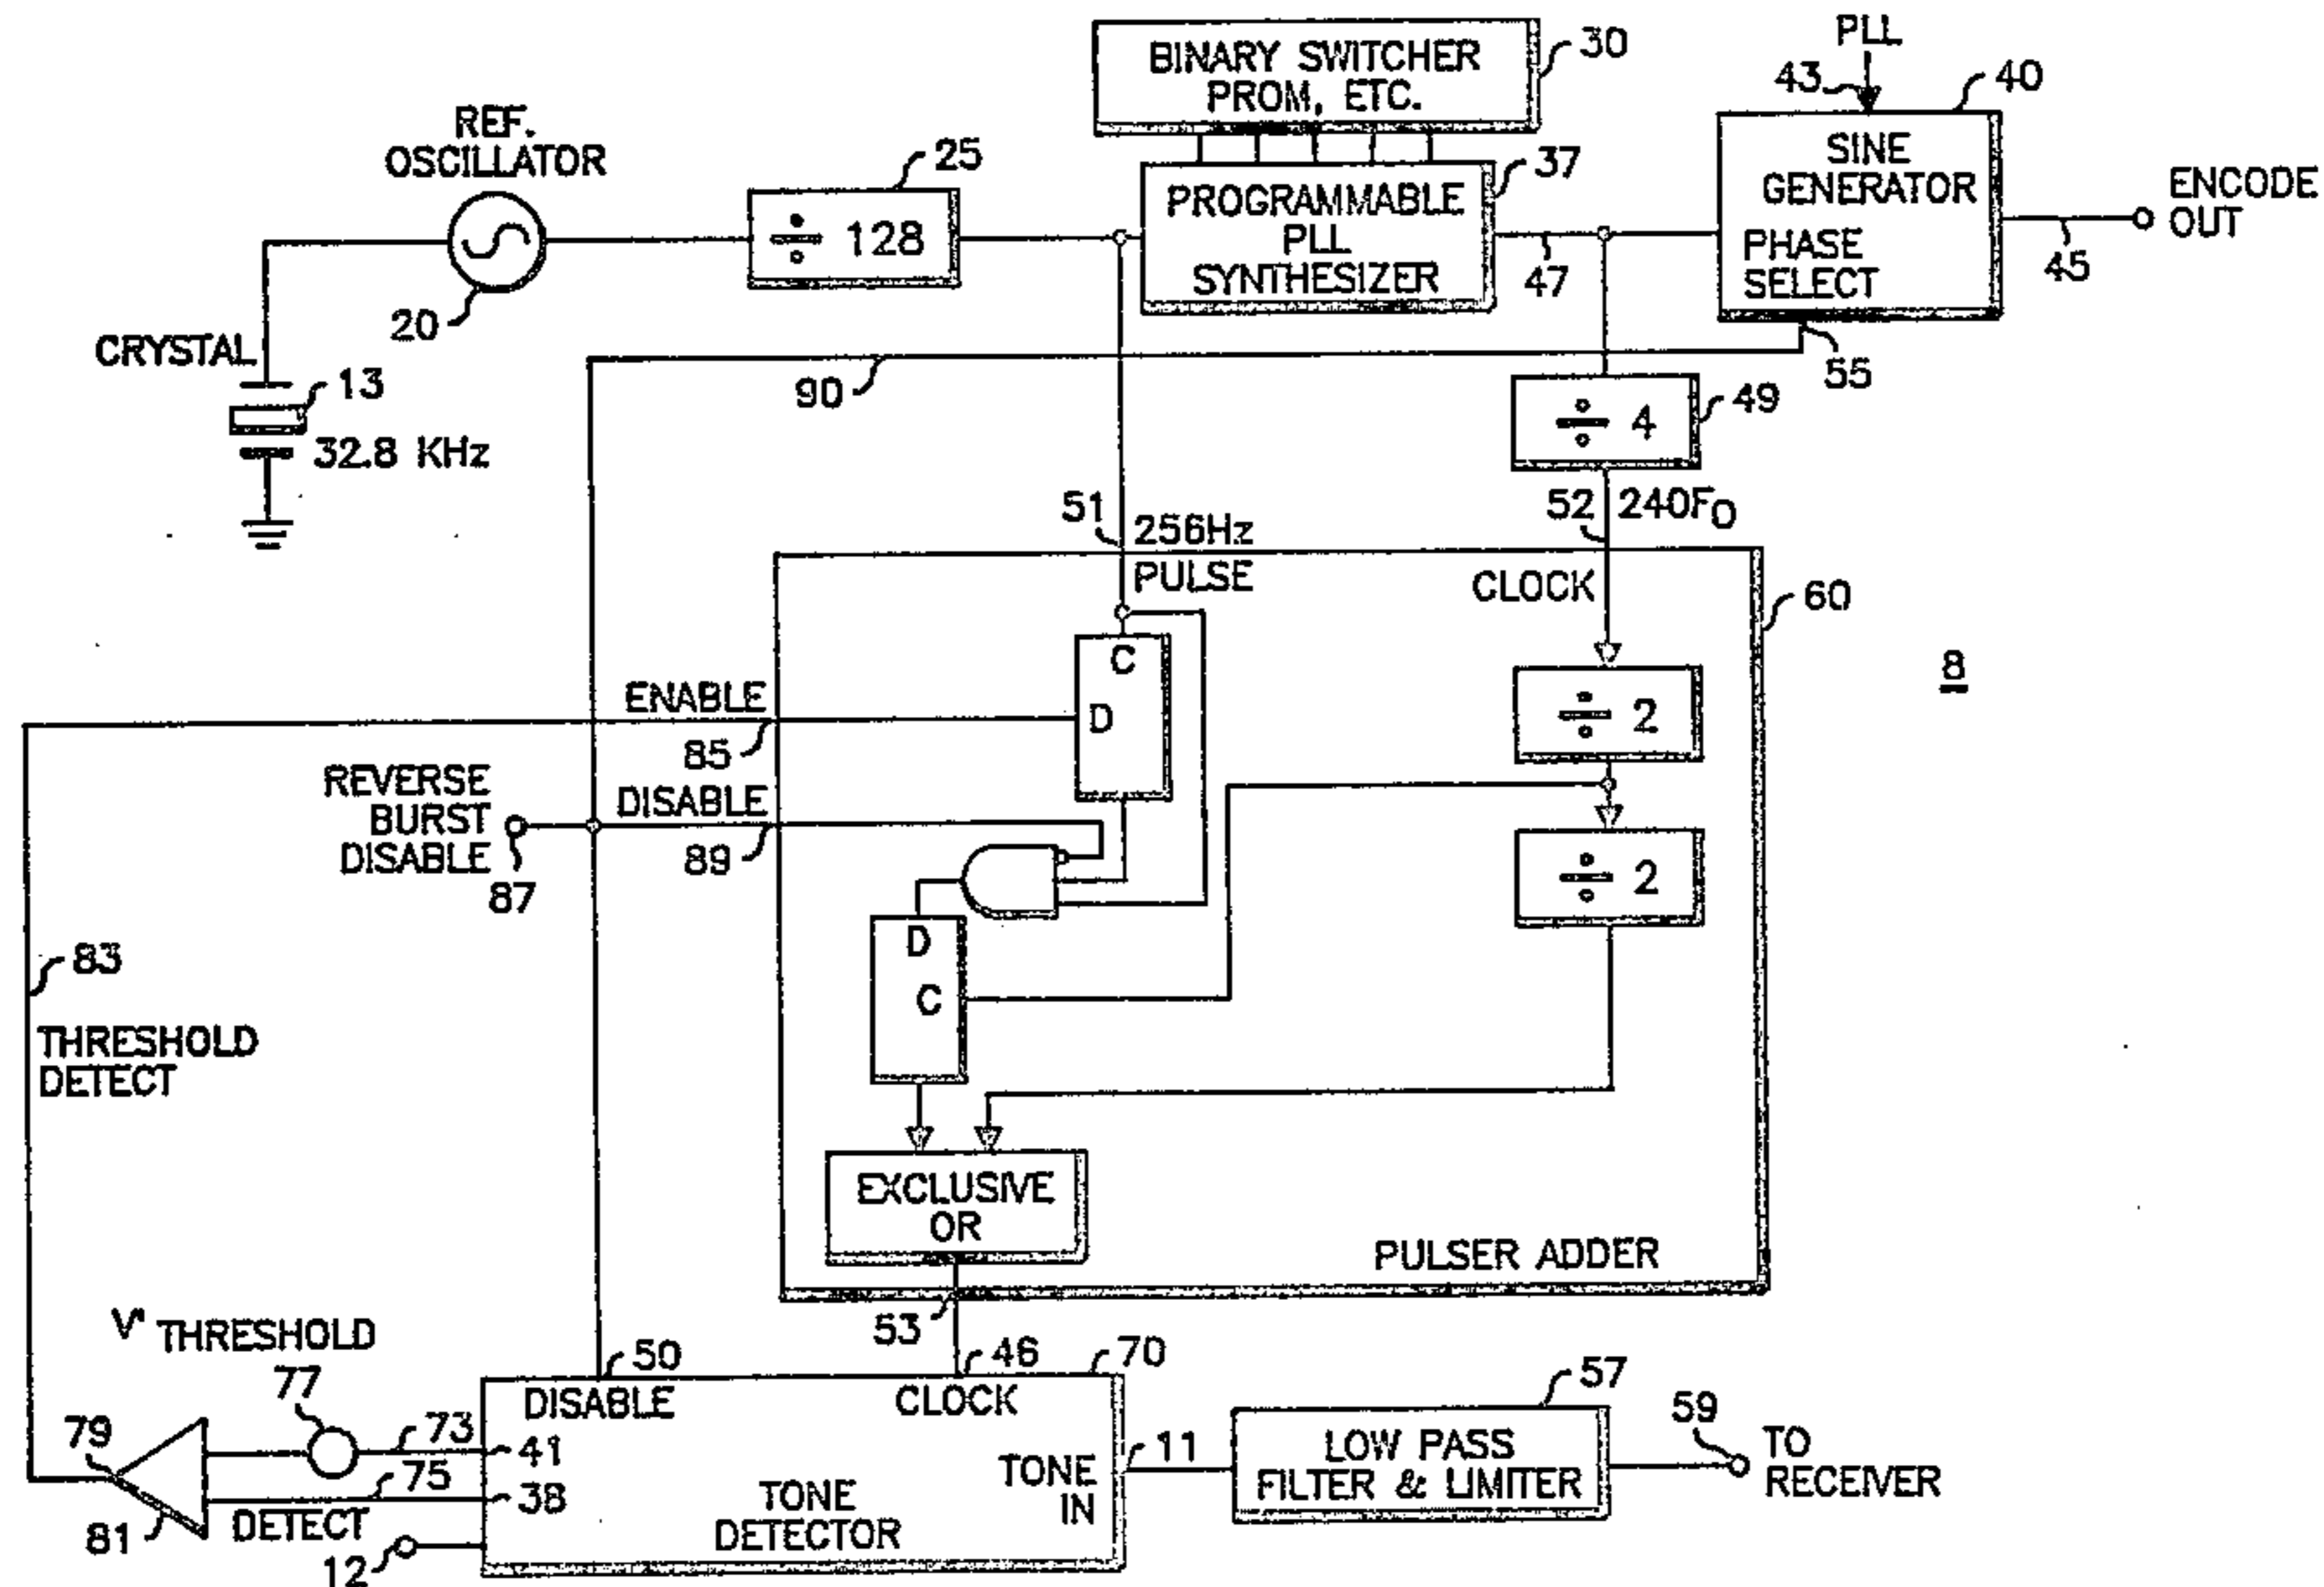 BINARY SWITCHER
PROM, ETC.
30
PLL
43
40
REF.
OSCILLATOR
25
37
SINE
GENERATOR
PHASE
SELECT
ENCODE
OUT
÷ 128
PROGRAMMABLE
PLL
SYNTHESIZER
47
45
20
CRYSTAL
13
32.8 KHz
90
55
÷ 4
49
51
256Hz
PULSE
52
240F0
CLOCK
60
8
C
D
ENABLE
85
÷ 2
REVERSE
BURST
DISABLE
87
DISABLE
89
÷ 2
D
C
83
THRESHOLD
DETECT
EXCLUSIVE
OR
PULSER ADDER
53
V' THRESHOLD
77
50
46
70
57
59
DISABLE
CLOCK
79
73
41
75
38
81
DETECT
12
TONE
DETECTOR
TONE
IN
11
LOW PASS
FILTER & LIMITER
TO
RECEIVER